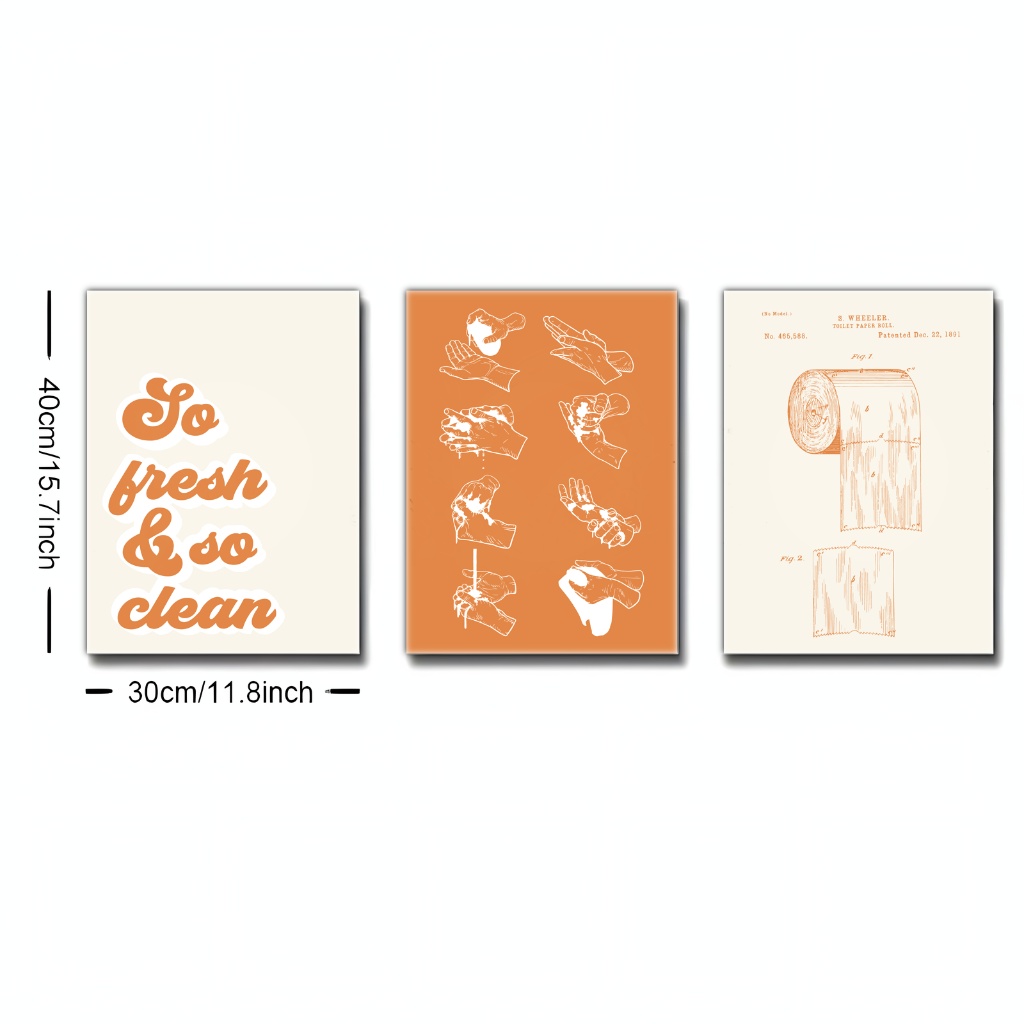 40cm/15.7inch
So
fresh
& so
clean
30cm/11.8inch
(No Model.)
S. WHEELER.
TOILET PAPER ROLL.
No. 466,588.
Patented Dec. 22, 1891
Fig. 1
Fig. 2